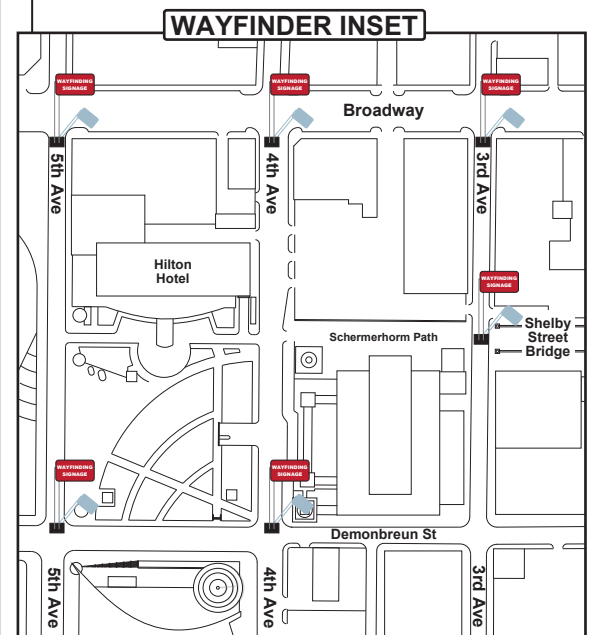 WAYFINDER INSET
WAYFINDING
SIGNAGE
WAYFINDING
SIGNAGE
WAYFINDING
SIGNAGE
Broadway
5th Ave
4th Ave
3rd Ave
Hilton
Hotel
WAYFINDING
SIGNAGE
Schermerhorm Path
Shelby
Street
Bridge
WAYFINDING
SIGNAGE
WAYFINDING
SIGNAGE
Demonbreun St
5th Ave
4th Ave
3rd Ave